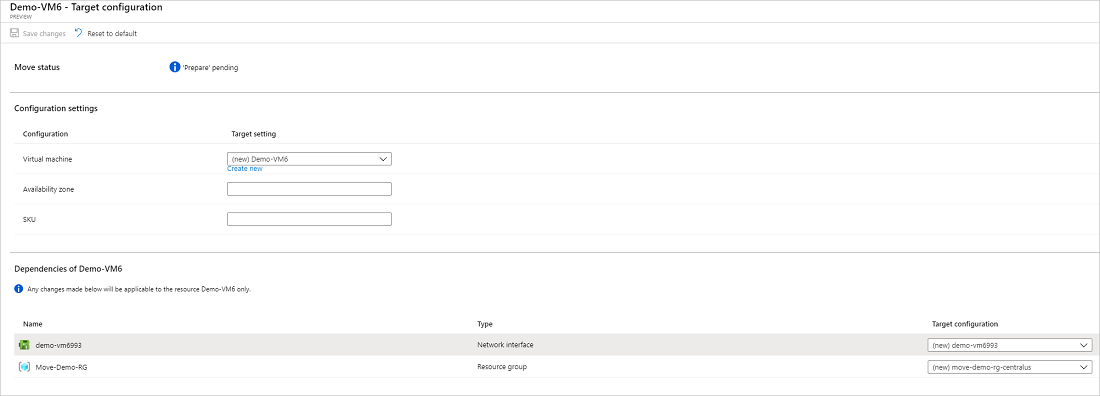 Demo-VM6 - Target configuration
PREVIEW
Save changes Reset to default
Move status 'Prepare' pending
Configuration settings
Configuration Target setting
Virtual machine (new) Demo-VM6
Create new
Availability zone
SKU
Dependencies of Demo-VM6
Any changes made below will be applicable to the resource Demo-VM6 only.
Name Type Target configuration
demo-vm6993 Network interface (new) demo-vm6993
Move-Demo-RG Resource group (new) move-demo-rg-centralus